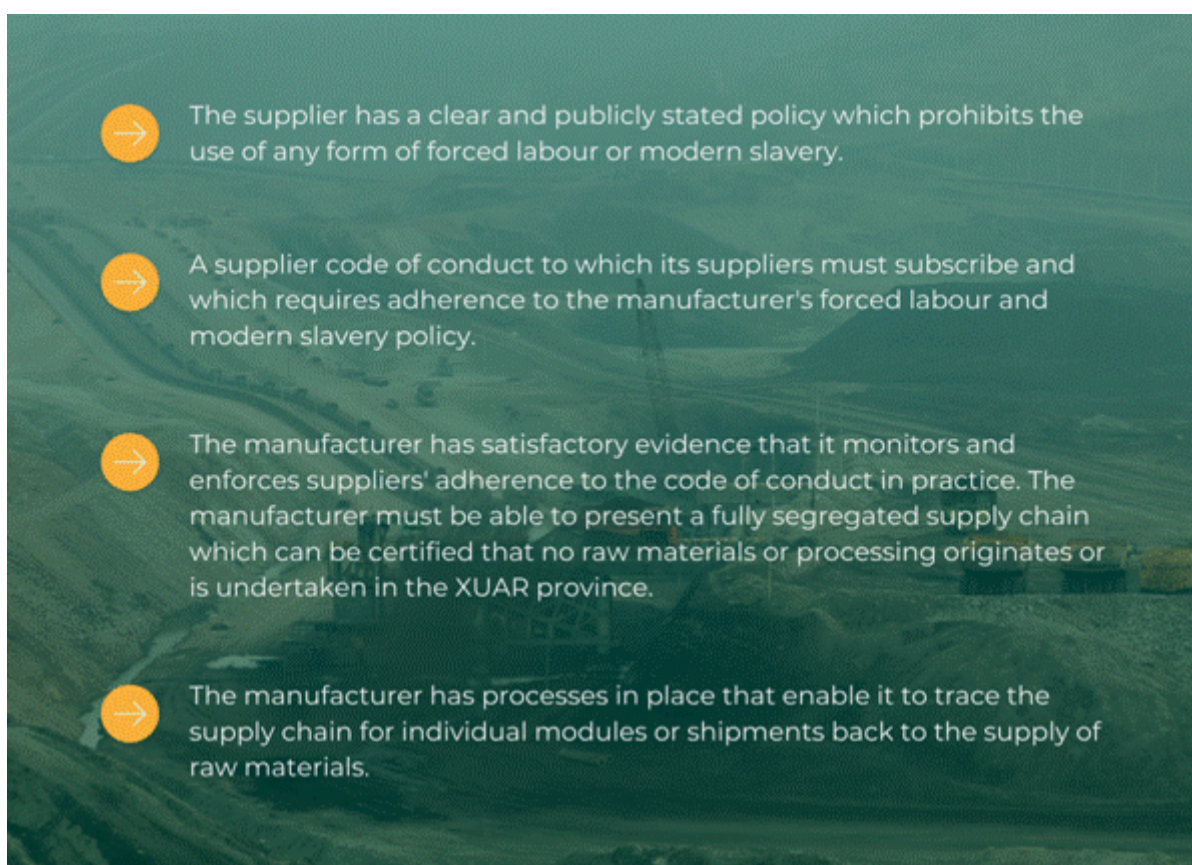 The supplier has a clear and publicly stated policy which prohibits the
use of any form of forced labour or modern slavery.
A supplier code of conduct to which its suppliers must subscribe and
which requires adherence to the manufacturer's forced labour and
modern slavery policy.
The manufacturer has satisfactory evidence that it monitors and
enforces suppliers' adherence to the code of conduct in practice. The
manufacturer must be able to present a fully segregated supply chain
which can be certified that no raw materials or processing originates or
is undertaken in the XUAR province.
The manufacturer has processes in place that enable it to trace the
supply chain for individual modules or shipments back to the supply of
raw materials.